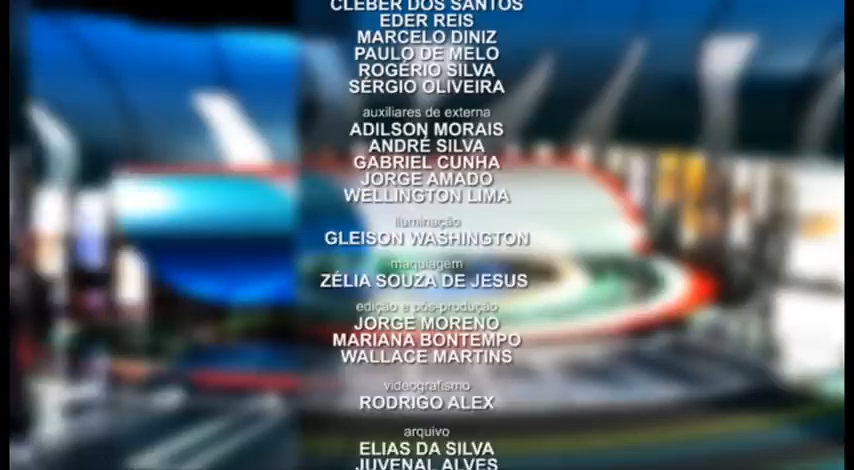 CLEBER DOS SANTOS
EDER REIS
MARCELO DINIZ
PAULO DE MELO
ROGÉRIO SILVA
SÉRGIO OLIVEIRA
auxiliares de externa
ADILSON MORAIS
ANDRÉ SILVA
GABRIEL CUNHA
JORGE AMADO
WELLINGTON LIMA
iluminação
GLEISON WASHINGTON
maquiagem
ZÉLIA SOUZA DE JESUS
edição e pós-produção
JORGE MORENO
MARIANA BONTEMPO
WALLACE MARTINS
videografismo
RODRIGO ALEX
arquivo
ELIAS DA SILVA
JUVENAL ALVES